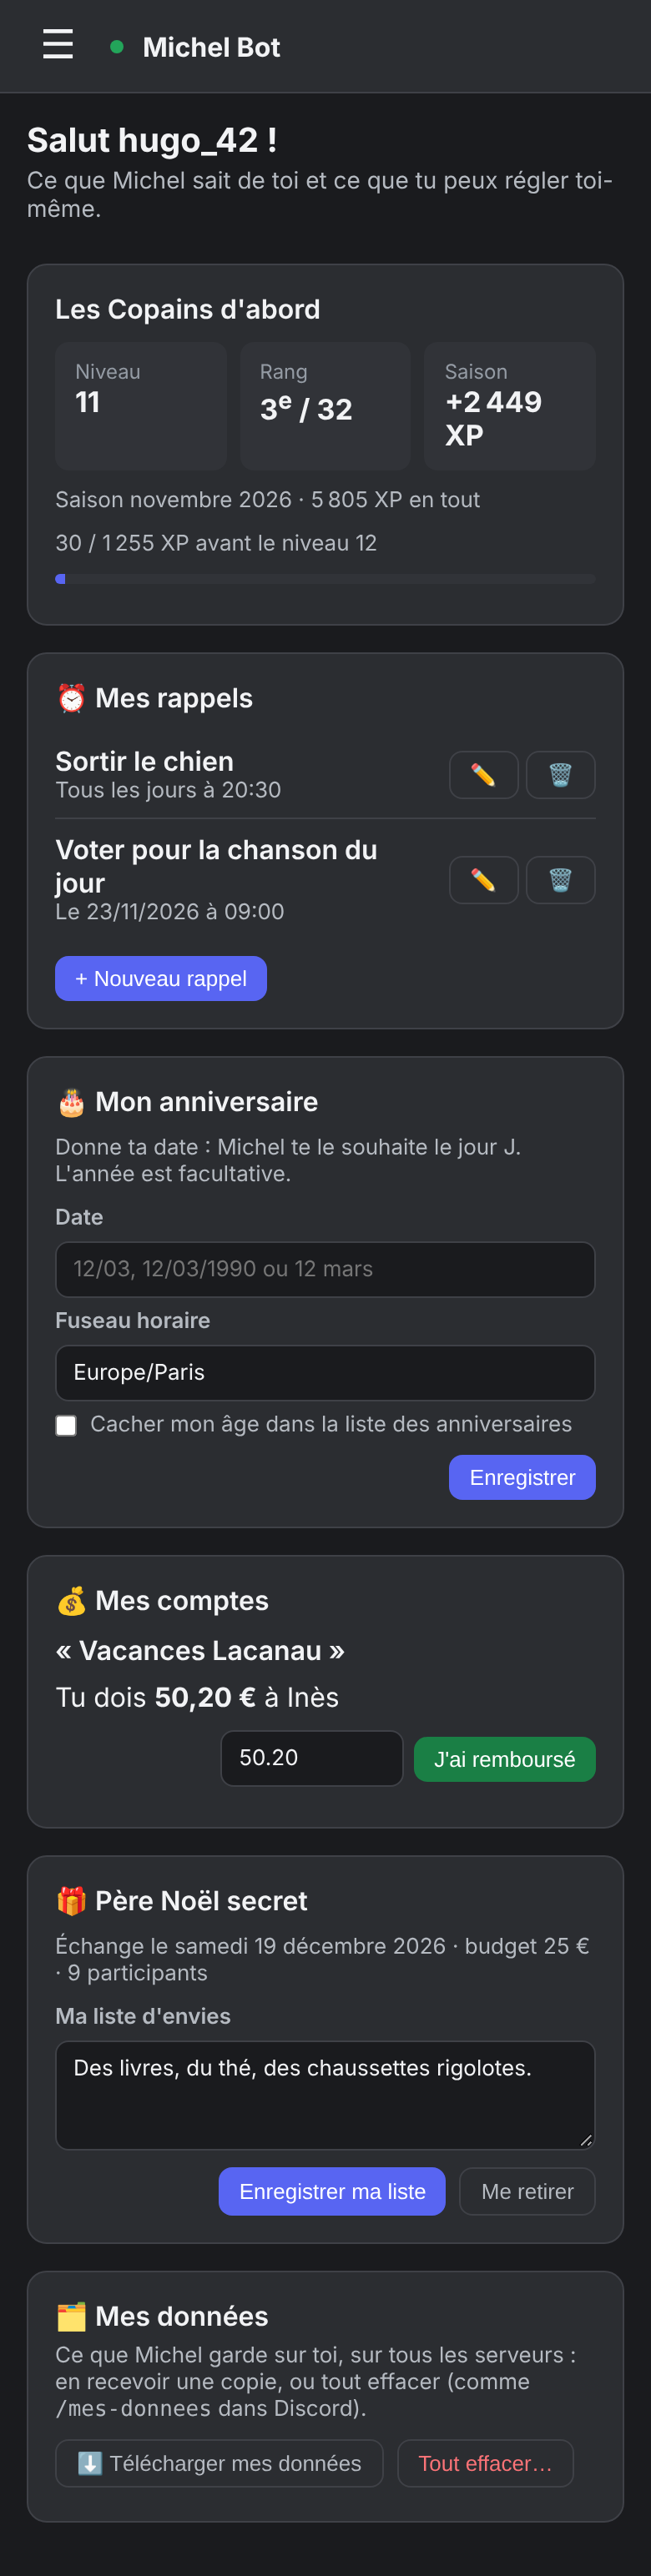 Michel Bot
Salut hugo_42 !
Ce que Michel sait de toi et ce que tu peux régler toi-
même.
Les Copains d'abord
Niveau
11
Rang
3e / 32
Saison
+2 449
XP
Saison novembre 2026 · 5 805 XP en tout
30 / 1 255 XP avant le niveau 12
⏰ Mes rappels
Sortir le chien
Tous les jours à 20:30
Voter pour la chanson du
jour
Le 23/11/2026 à 09:00
+ Nouveau rappel
🎂 Mon anniversaire
Donne ta date : Michel te le souhaite le jour J.
L'année est facultative.
Date
12/03, 12/03/1990 ou 12 mars
Fuseau horaire
Europe/Paris
Cacher mon âge dans la liste des anniversaires
Enregistrer
💰 Mes comptes
« Vacances Lacanau »
Tu dois 50,20 € à Inès
50.20
J'ai remboursé
🎁 Père Noël secret
Échange le samedi 19 décembre 2026 · budget 25 €
· 9 participants
Ma liste d'envies
Des livres, du thé, des chaussettes rigolotes.
Enregistrer ma liste
Me retirer
🗂️ Mes données
Ce que Michel garde sur toi, sur tous les serveurs :
en recevoir une copie, ou tout effacer (comme
/mes-donnees dans Discord).
⬇️ Télécharger mes données
Tout effacer…